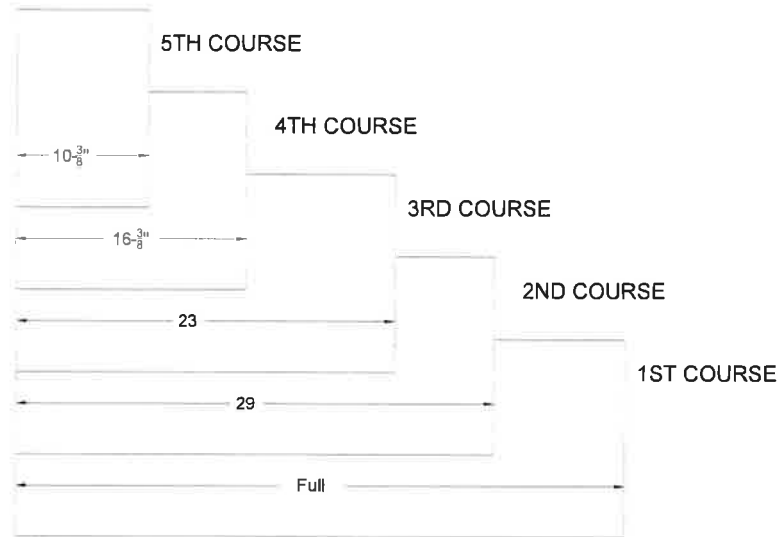 5TH COURSE
4TH COURSE
10-3/8"
3RD COURSE
16-3/8"
2ND COURSE
23
1ST COURSE
29
Full